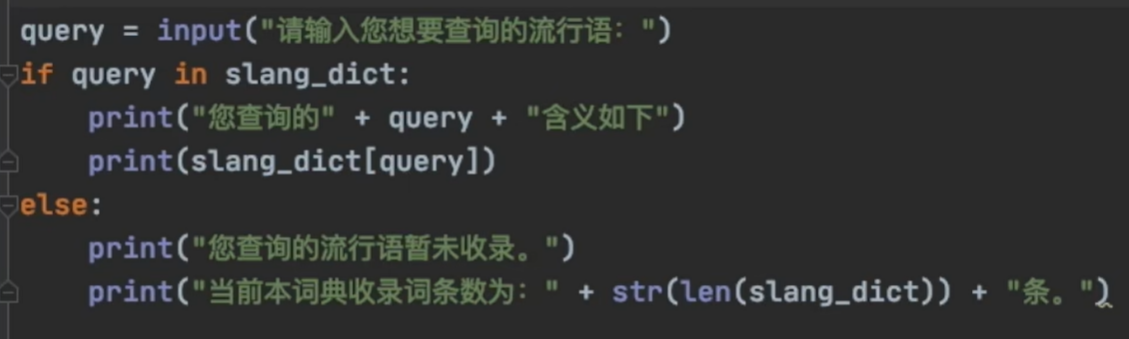 query = input("请输入您想要查询的流行语：")
if query in slang_dict:
    print("您查询的" + query + "含义如下")
    print(slang_dict[query])
else:
    print("您查询的流行语暂未收录。")
    print("当前本词典收录词条数为：" + str(len(slang_dict)) + "条。")